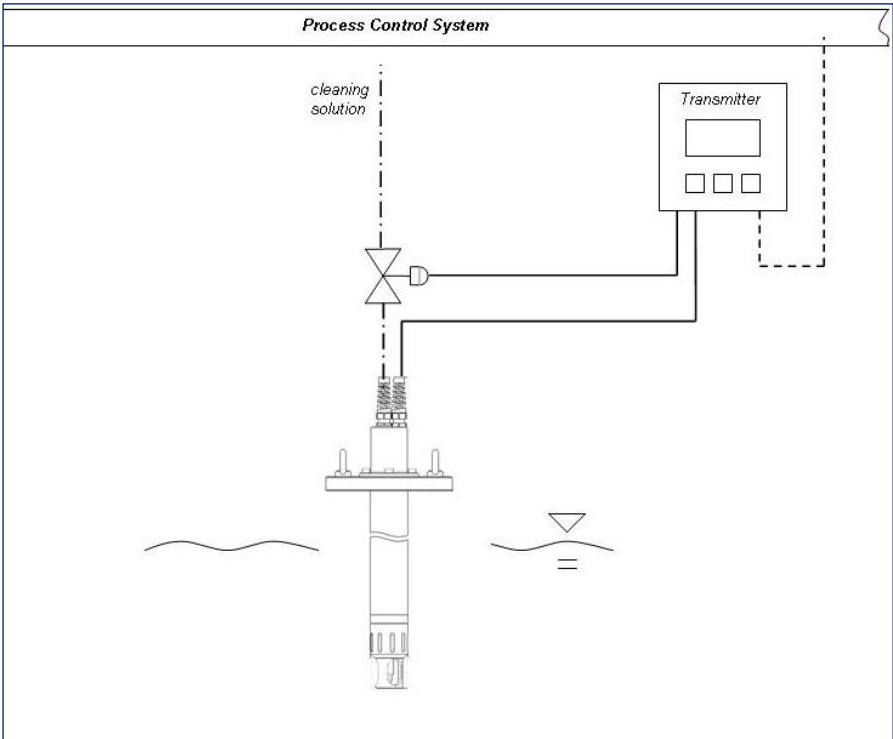 Process Control System
cleaning
solution
Transmitter